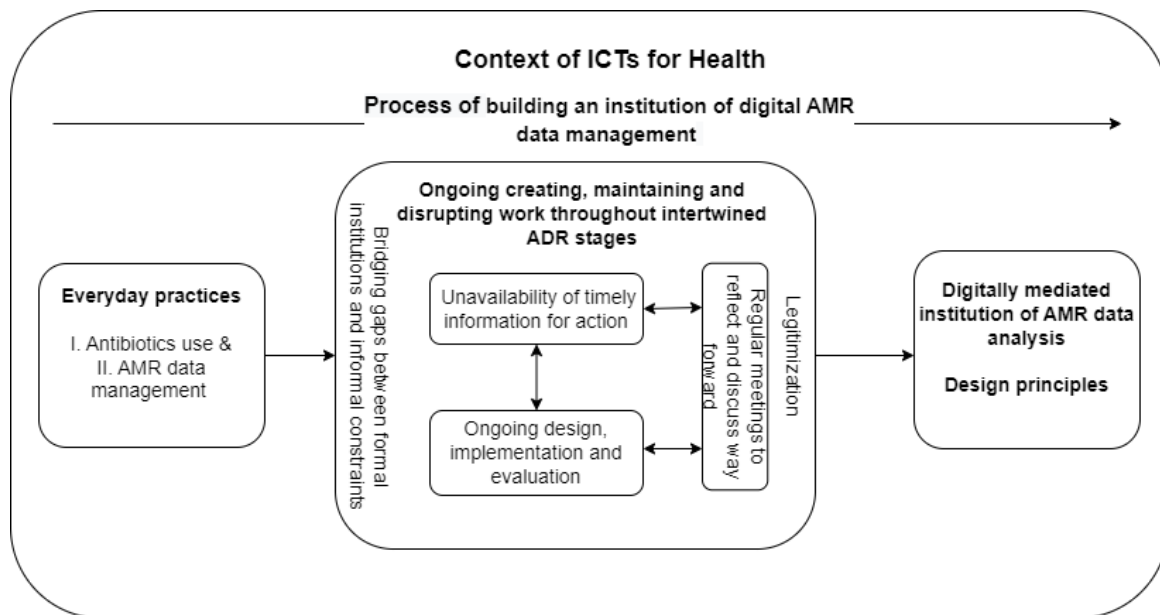 Context of ICTs for Health
Process of building an institution of digital AMR
data management
Ongoing creating, maintaining and
disrupting work throughout intertwined
ADR stages
Everyday practices
I. Antibiotics use &
II. AMR data
management
Bridging gaps between formal
institutions and informal constraints
Unavailability of timely
information for action
Ongoing design,
implementation and
evaluation
Regular meetings to
reflect and discuss way
forward
Legitimization
Digitally mediated
institution of AMR data
analysis
Design principles